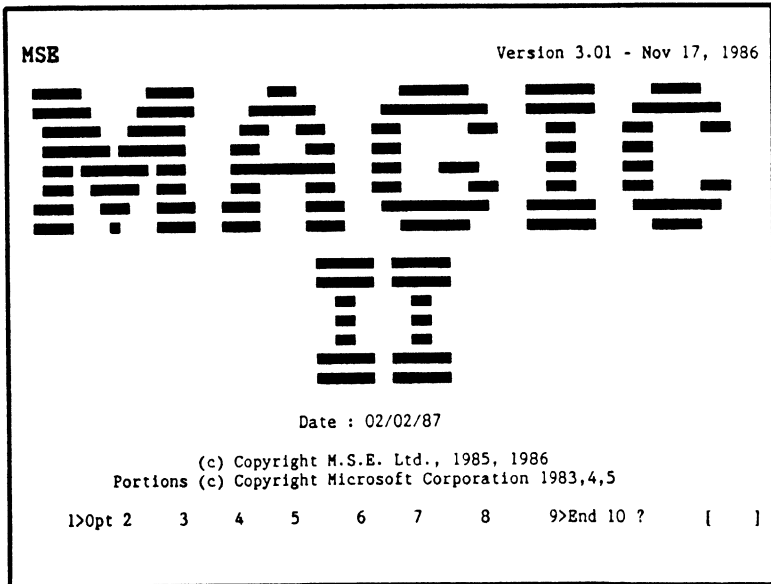 MSE Version 3.01 - Nov 17, 1986
MAGIC
II
Date : 02/02/87
(c) Copyright M.S.E. Ltd., 1985, 1986
Portions (c) Copyright Microsoft Corporation 1983,4,5
1>Opt 2 3 4 5 6 7 8 9>End 10 ? [ ]